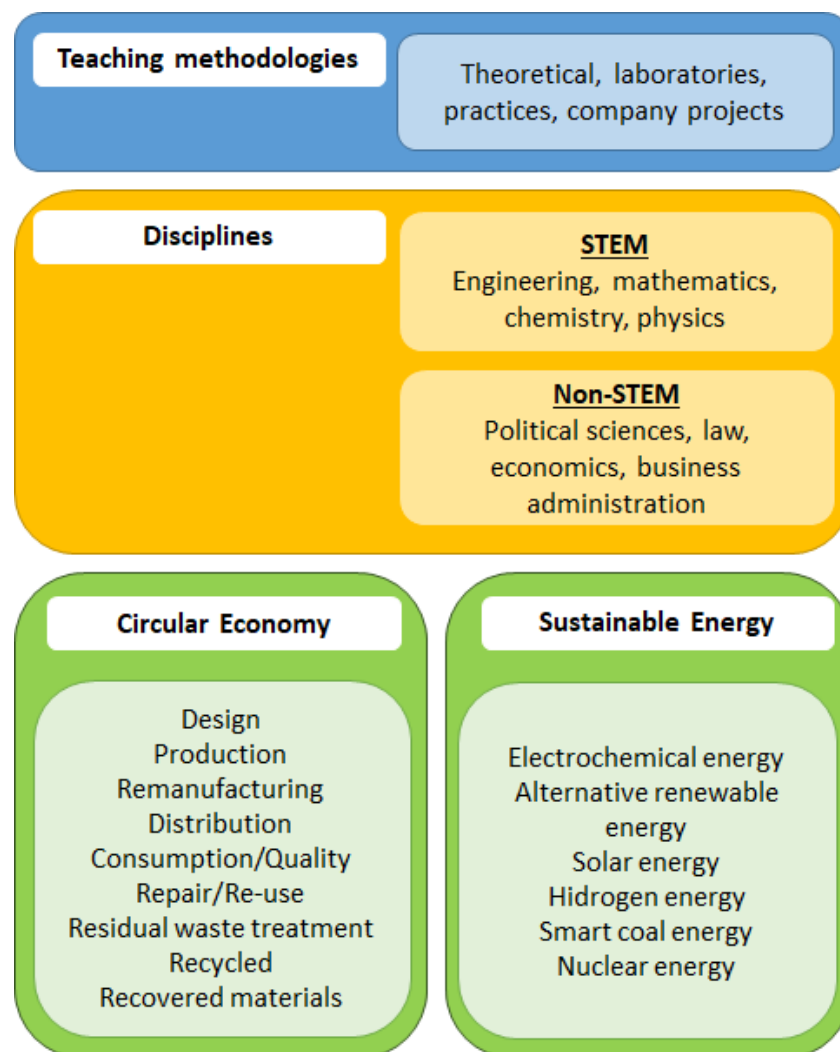 Teaching methodologies
Theoretical, laboratories,
practices, company projects
Disciplines
STEM
Engineering, mathematics,
chemistry, physics
Non-STEM
Political sciences, law,
economics, business
administration
Circular Economy
Design
Production
Remanufacturing
Distribution
Consumption/Quality
Repair/Re-use
Residual waste treatment
Recycled
Recovered materials
Sustainable Energy
Electrochemical energy
Alternative renewable
energy
Solar energy
Hidrogen energy
Smart coal energy
Nuclear energy